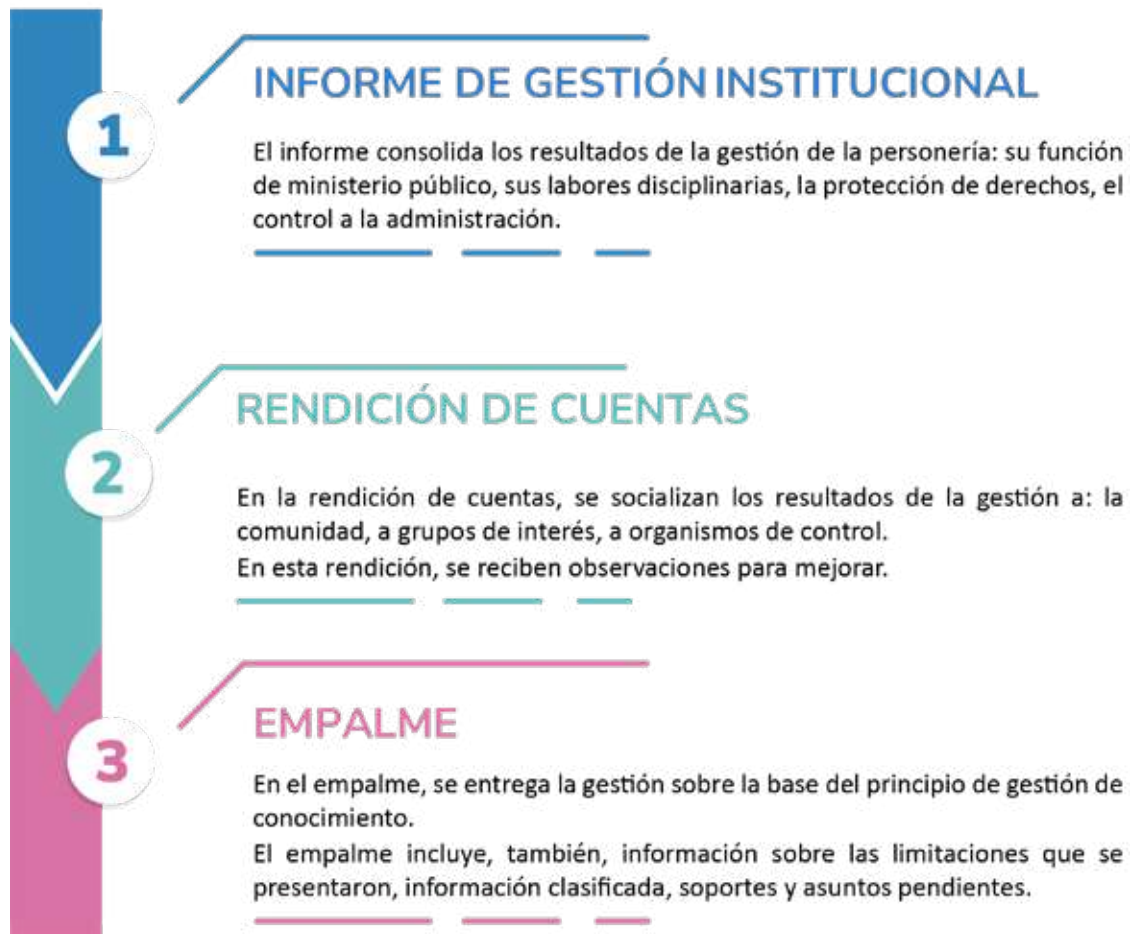 1
INFORME DE GESTIÓN INSTITUCIONAL
El informe consolida los resultados de la gestión de la personería: su función
de ministerio público, sus labores disciplinarias, la protección de derechos, el
control a la administración.
2
RENDICIÓN DE CUENTAS
En la rendición de cuentas, se socializan los resultados de la gestión a: la
comunidad, a grupos de interés, a organismos de control.
En esta rendición, se reciben observaciones para mejorar.
3
EMPALME
En el empalme, se entrega la gestión sobre la base del principio de gestión de
conocimiento.
El empalme incluye, también, información sobre las limitaciones que se
presentaron, información clasificada, soportes y asuntos pendientes.